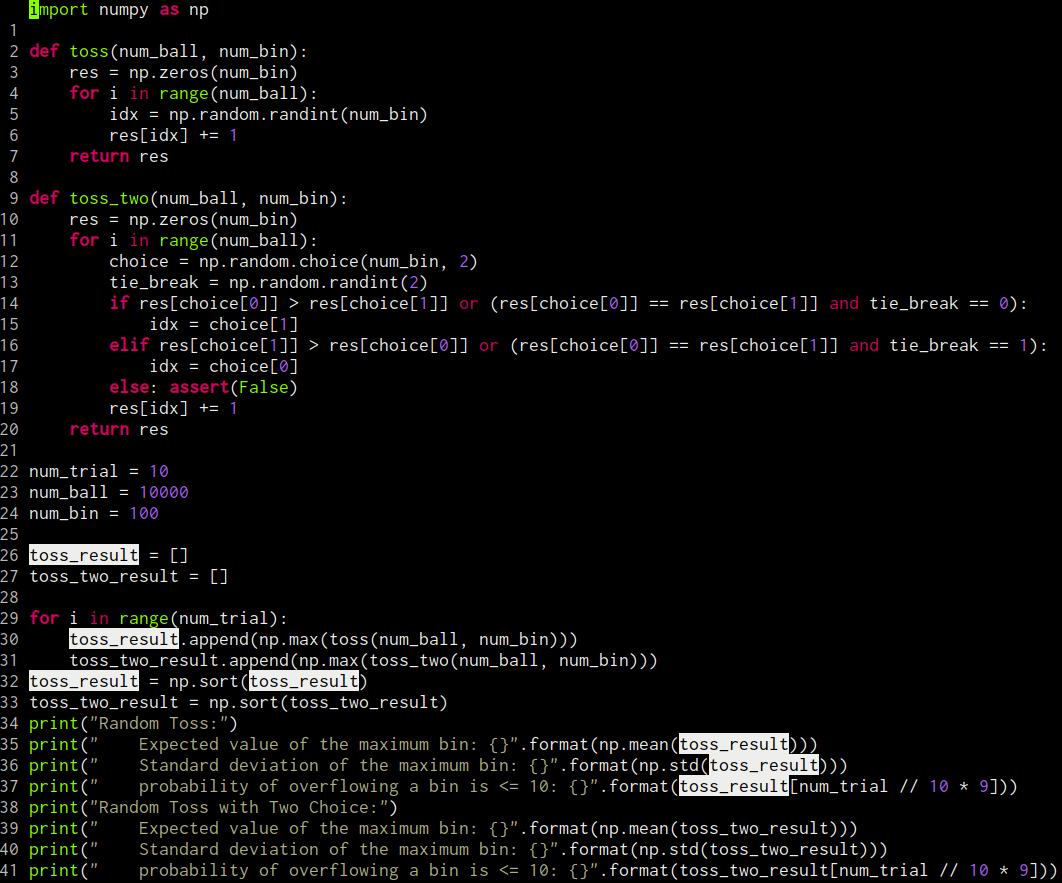 import numpy as np
1
2 def toss(num_ball, num_bin):
3     res = np.zeros(num_bin)
4     for i in range(num_ball):
5         idx = np.random.randint(num_bin)
6         res[idx] += 1
7     return res
8
9 def toss_two(num_ball, num_bin):
10     res = np.zeros(num_bin)
11     for i in range(num_ball):
12         choice = np.random.choice(num_bin, 2)
13         tie_break = np.random.randint(2)
14         if res[choice[0]] > res[choice[1]] or (res[choice[0]] == res[choice[1]] and tie_break == 0):
15             idx = choice[1]
16         elif res[choice[1]] > res[choice[0]] or (res[choice[0]] == res[choice[1]] and tie_break == 1):
17             idx = choice[0]
18         else: assert(False)
19         res[idx] += 1
20     return res
21
22 num_trial = 10
23 num_ball = 10000
24 num_bin = 100
25
26 toss_result = []
27 toss_two_result = []
28
29 for i in range(num_trial):
30     toss_result.append(np.max(toss(num_ball, num_bin)))
31     toss_two_result.append(np.max(toss_two(num_ball, num_bin)))
32 toss_result = np.sort(toss_result)
33 toss_two_result = np.sort(toss_two_result)
34 print("Random Toss:")
35 print("    Expected value of the maximum bin: {}".format(np.mean(toss_result)))
36 print("    Standard deviation of the maximum bin: {}".format(np.std(toss_result)))
37 print("    probability of overflowing a bin is <= 10: {}".format(toss_result[num_trial // 10 * 9]))
38 print("Random Toss with Two Choice:")
39 print("    Expected value of the maximum bin: {}".format(np.mean(toss_two_result)))
40 print("    Standard deviation of the maximum bin: {}".format(np.std(toss_two_result)))
41 print("    probability of overflowing a bin is <= 10: {}".format(toss_two_result[num_trial // 10 * 9]))